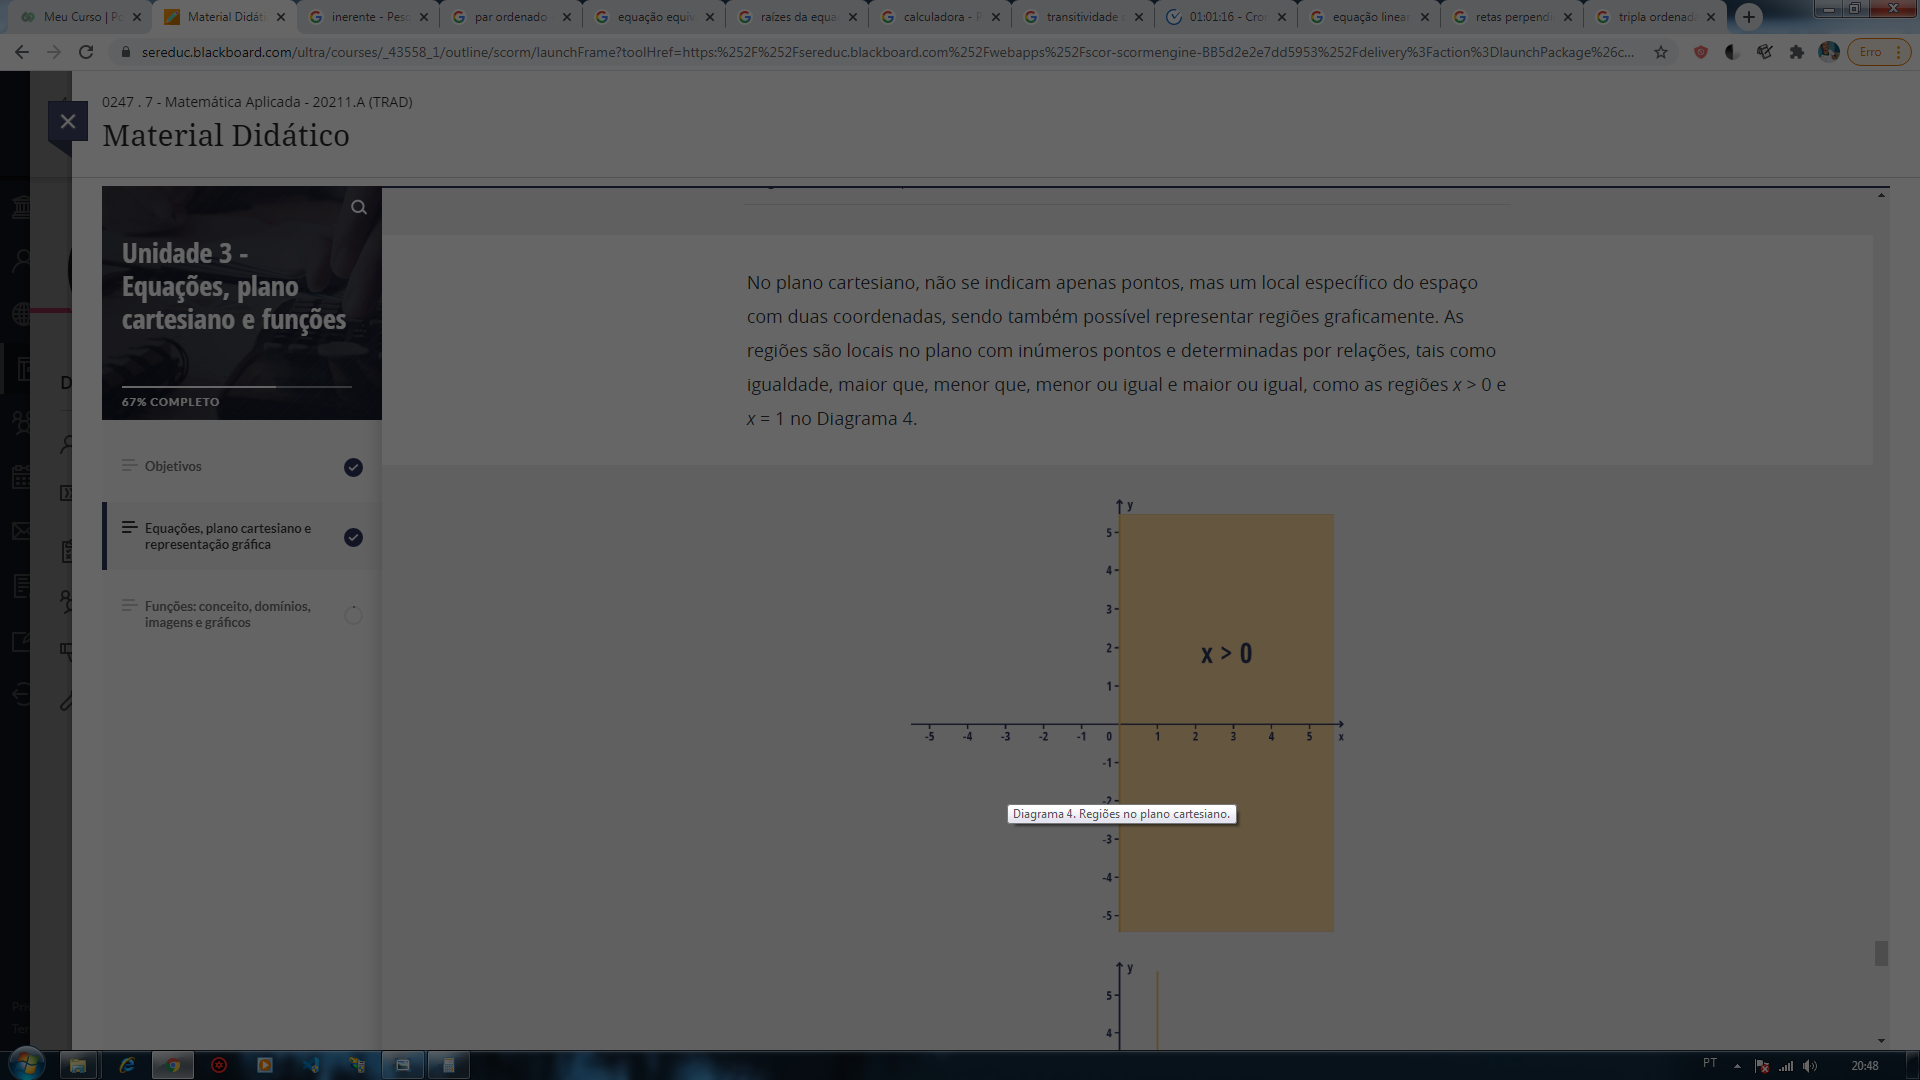 Meu Curso | Po
Material Didát
inerente - Pesq
par ordenado
equação equiv
raízes da equa
calculadora - P
transitividade
01:01:16 - Cron
equação linear
retas perpendi
tripla ordenad
sereduc.blackboard.com/ultra/courses/_43558_1/outline/scorm/launchFrame?toolHref=https:%252F%252Fsereduc.blackboard.com%252Fwebapps%252Fscor-scormengine-BB5d2e2e7dd5953%252Fdelivery%3Faction%3DlaunchPackage%26c...
Erro
0247 . 7 - Matemática Aplicada - 20211.A (TRAD)
Material Didático
Unidade 3 -
Equações, plano
cartesiano e funções
67% COMPLETO
Objetivos
Equações, plano cartesiano e
representação gráfica
Funções: conceito, domínios,
imagens e gráficos
No plano cartesiano, não se indicam apenas pontos, mas um local específico do espaço
com duas coordenadas, sendo também possível representar regiões graficamente. As
regiões são locais no plano com inúmeros pontos e determinadas por relações, tais como
igualdade, maior que, menor que, menor ou igual e maior ou igual, como as regiões x > 0 e
x = 1 no Diagrama 4.
y
5
4
3
2
1
x > 0
-5 -4 -3 -2 -1 0 1 2 3 4 5 x
-1
-2
Diagrama 4. Regiões no plano cartesiano.
-3
-4
-5
y
5
4
D
Pri
Ter
PT
20:48